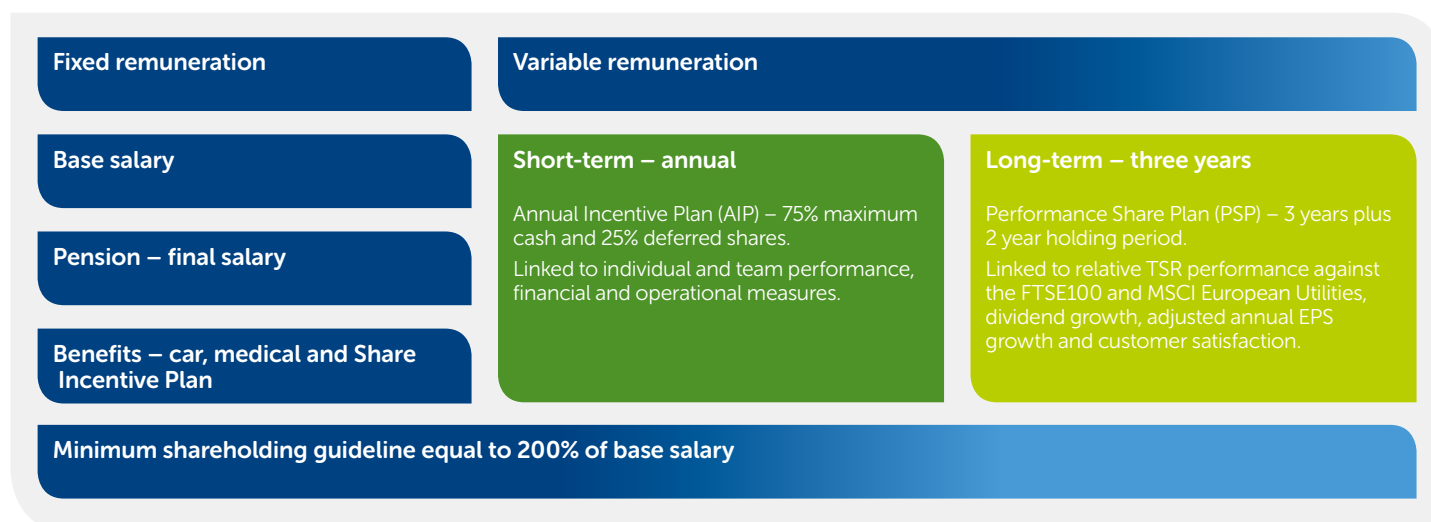 Fixed remuneration
Variable remuneration
Base salary
Pension – final salary
Benefits – car, medical and Share
Incentive Plan
Short-term – annual
Annual Incentive Plan (AIP) – 75% maximum
cash and 25% deferred shares.
Linked to individual and team performance,
financial and operational measures.
Long-term – three years
Performance Share Plan (PSP) – 3 years plus
2 year holding period.
Linked to relative TSR performance against
the FTSE100 and MSCI European Utilities,
dividend growth, adjusted annual EPS
growth and customer satisfaction.
Minimum shareholding guideline equal to 200% of base salary